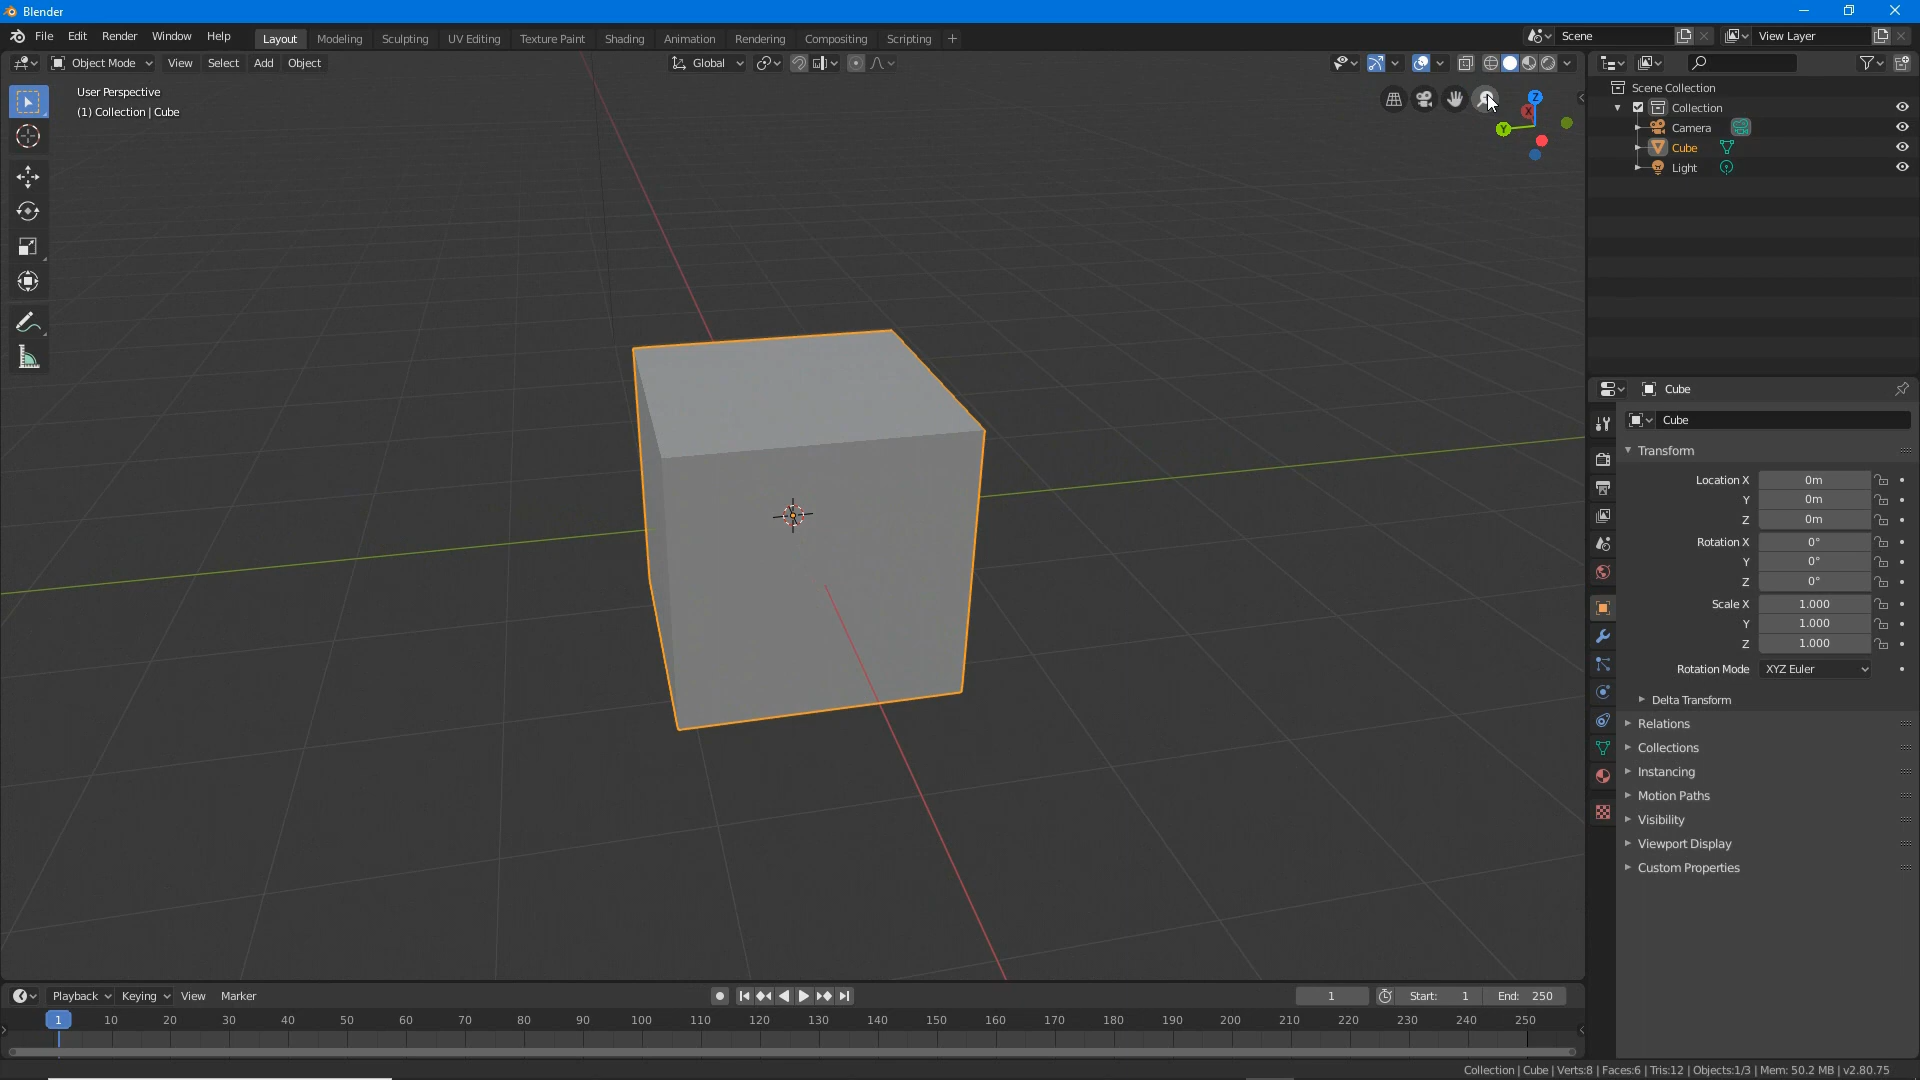 Blender
File Edit Render Window Help Layout Modeling Sculpting UV Editing Texture Paint Shading Animation Rendering Compositing Scripting + Scene View Layer
Object Mode View Select Add Object Global
User Perspective
(1) Collection | Cube
Z
X
Y
Scene Collection
Collection
Camera
Cube
Light
Cube
Cube
Transform
Location X 0m
Y 0m
Z 0m
Rotation X 0°
Y 0°
Z 0°
Scale X 1.000
Y 1.000
Z 1.000
Rotation Mode XYZ Euler
Delta Transform
Relations
Collections
Instancing
Motion Paths
Visibility
Viewport Display
Custom Properties
Playback Keying View Marker 1 Start: 1 End: 250
1 10 20 30 40 50 60 70 80 90 100 110 120 130 140 150 160 170 180 190 200 210 220 230 240 250
Collection | Cube | Verts:8 | Faces:6 | Tris:12 | Objects:1/3 | Mem: 50.2 MB | v2.80.75